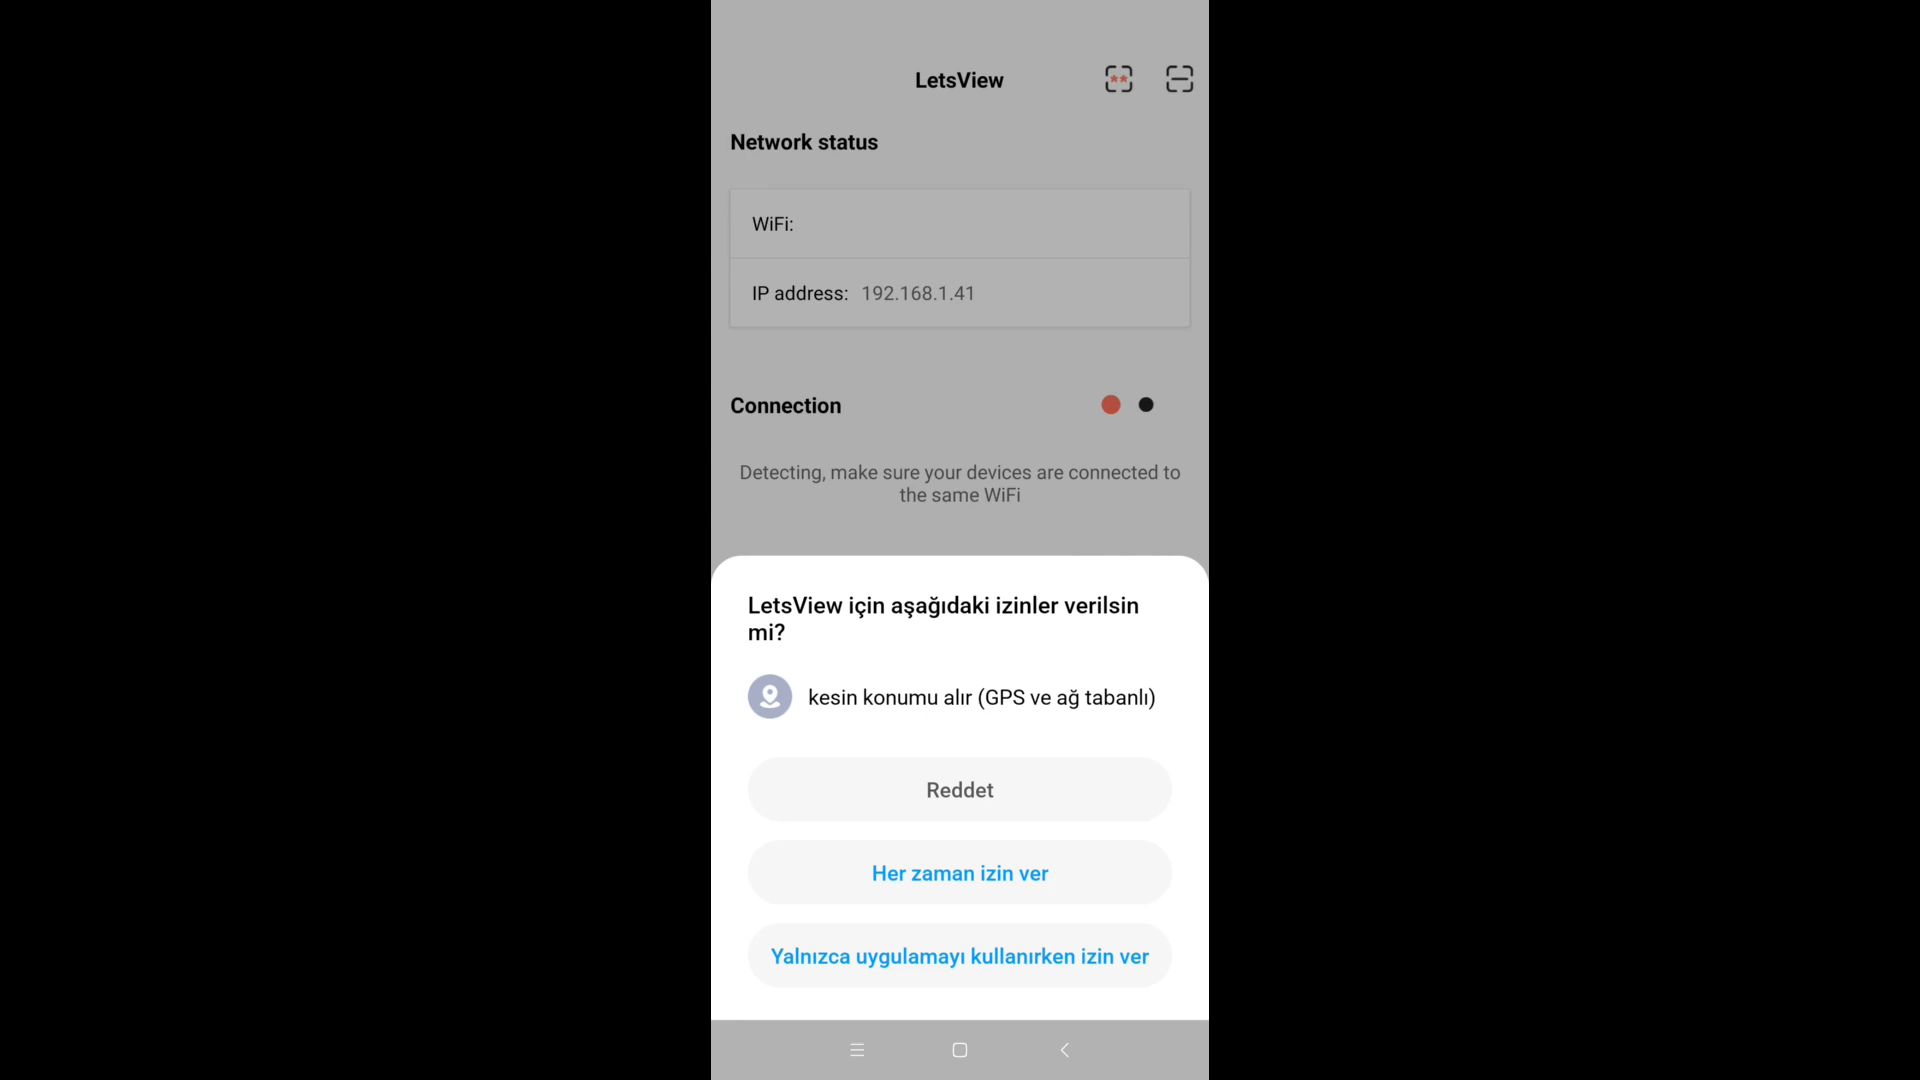 LetsView
Network status
WiFi:
IP address: 192.168.1.41
Connection
Detecting, make sure your devices are connected to
the same WiFi
LetsView için aşağıdaki izinler verilsin
mi?
kesin konumu alır (GPS ve ağ tabanlı)
Reddet
Her zaman izin ver
Yalnızca uygulamayı kullanırken izin ver